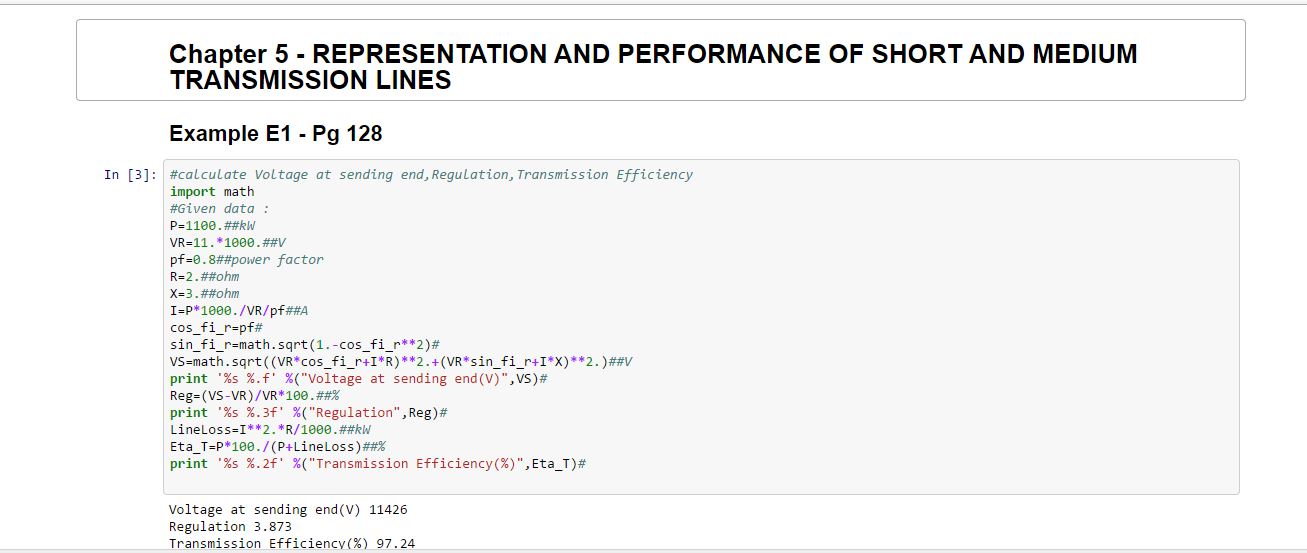 Chapter 5 - REPRESENTATION AND PERFORMANCE OF SHORT AND MEDIUM
TRANSMISSION LINES
Example E1 - Pg 128
In [3]: #calculate Voltage at sending end,Regulation,Transmission Efficiency
import math
#Given data :
P=1100.##kW
VR=11.*1000.##V
pf=0.8##power factor
R=2.##ohm
X=3.##ohm
I=P*1000./VR/pf##A
cos_fi_r=pf#
sin_fi_r=math.sqrt(1.-cos_fi_r**2)#
VS=math.sqrt((VR*cos_fi_r+I*R)**2.+(VR*sin_fi_r+I*X)**2.)##V
print '%s %.f' %("Voltage at sending end(V)",VS)#
Reg=(VS-VR)/VR*100.##%
print '%s %.3f' %("Regulation",Reg)#
LineLoss=I**2.*R/1000.##kW
Eta_T=P*100./(P+LineLoss)##%
print '%s %.2f' %("Transmission Efficiency(%)",Eta_T)#
Voltage at sending end(V) 11426
Regulation 3.873
Transmission Efficiency(%) 97.24